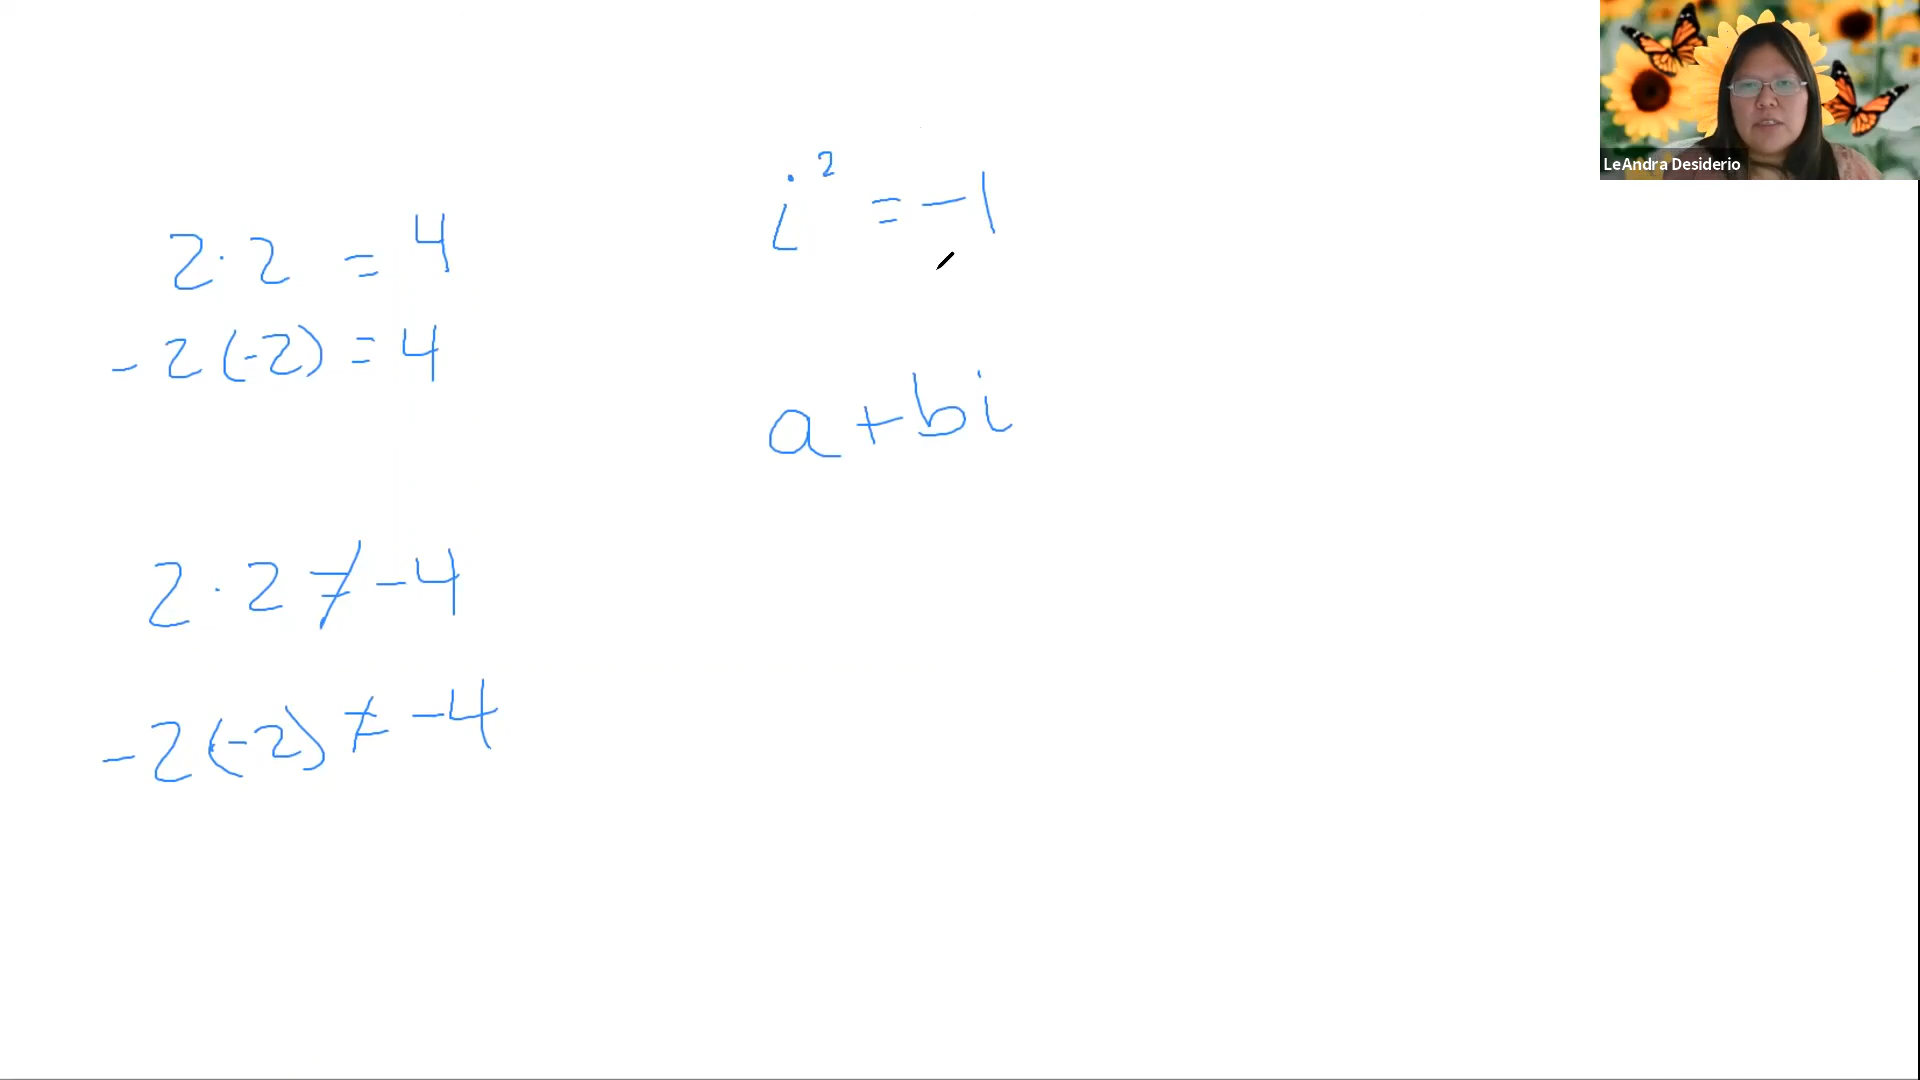 2·2 = 4
-2(-2) = 4
2·2 ≠ -4
-2(-2) ≠ -4
i² = -1
a+bi
LeAndra Desiderio